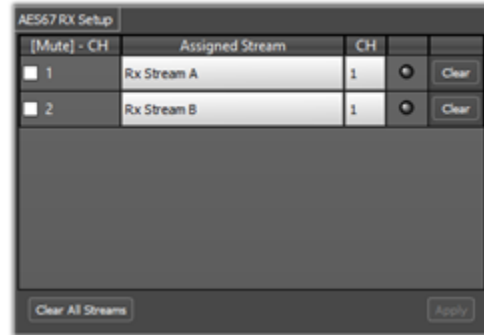 AES67 RX Setup
[Mute] - CH Assigned Stream CH
1 Rx Stream A 1 Clear
2 Rx Stream B 1 Clear
Clear All Streams Apply